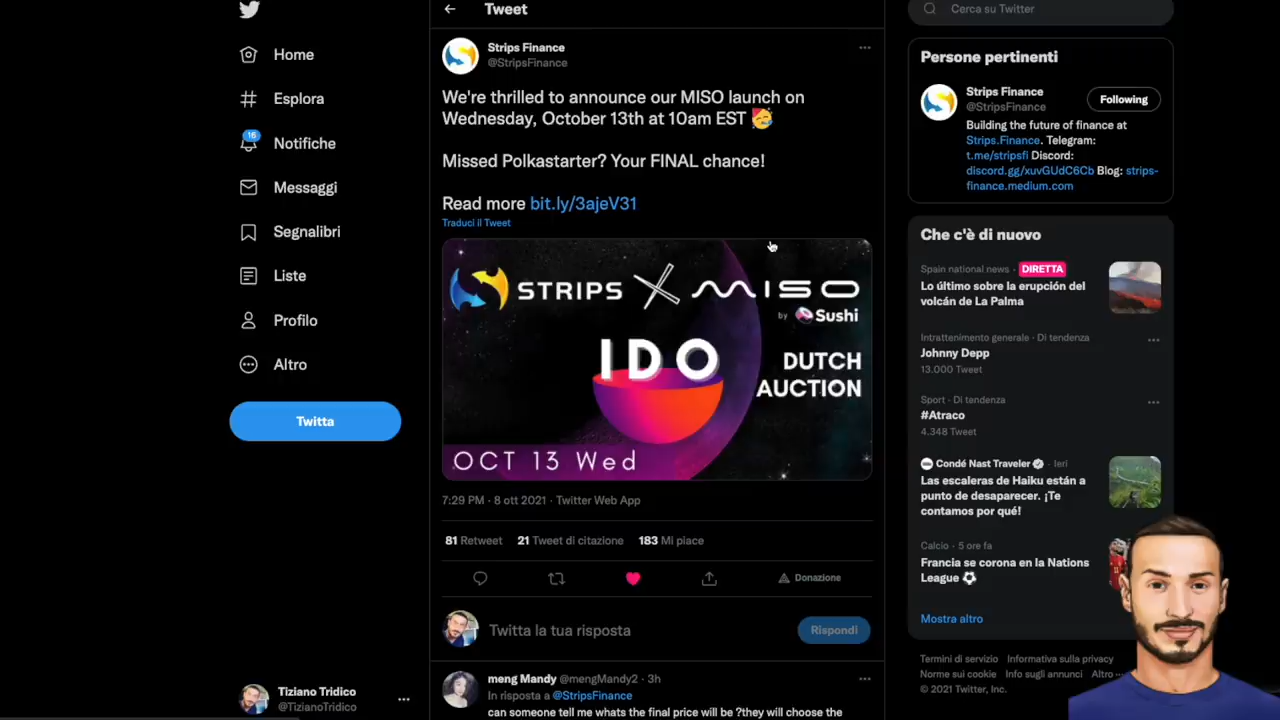 Home
Esplora
16
Notifiche
Messaggi
Segnalibri
Liste
Profilo
Altro
Twitta
Tiziano Tridico
@TizianoTridico
Tweet
Strips Finance
@StripsFinance
We're thrilled to announce our MISO launch on
Wednesday, October 13th at 10am EST 🥳
Missed Polkastarter? Your FINAL chance!
Read more bit.ly/3ajeV31
Traduci il Tweet
STRIPS X MISO
by Sushi
IDO
DUTCH
AUCTION
OCT 13 Wed
7:29 PM · 8 ott 2021 · Twitter Web App
81 Retweet 21 Tweet di citazione 183 Mi piace
Donazione
Twitta la tua risposta
Rispondi
meng Mandy @mengMandy2 · 3h
In risposta a @StripsFinance
can someone tell me whats the final price will be ?they will choose the
Cerca su Twitter
Persone pertinenti
Strips Finance
@StripsFinance
Following
Building the future of finance at
Strips.Finance. Telegram:
t.me/stripsfi Discord:
discord.gg/xuvGUdC6Cb Blog: strips-
finance.medium.com
Che c'è di nuovo
Spain national news · DIRETTA
Lo último sobre la erupción del
volcán de La Palma
Intrattenimento generale · Di tendenza
Johnny Depp
13.000 Tweet
Sport · Di tendenza
#Atraco
4.348 Tweet
Condé Nast Traveler · Ieri
Las escaleras de Haiku están a
punto de desaparecer. ¡Te
contamos por qué!
Calcio · 5 ore fa
Francia se corona en la Nations
League ⚽
Mostra altro
Termini di servizio Informativa sulla privacy
Norme sui cookie Info sugli annunci Altro ···
© 2021 Twitter, Inc.